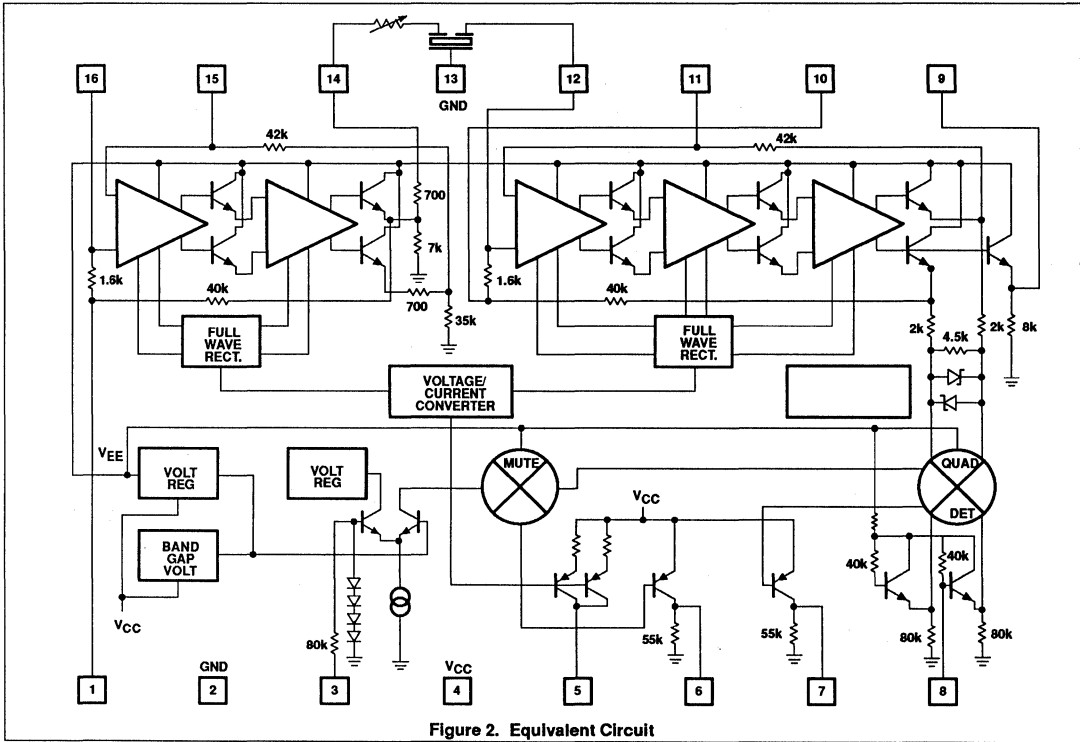 16
15
14
13
12
11
10
9
GND
42k
42k
700
7k
1.6k
40k
700
35k
1.6k
40k
2k
2k
8k
4.5k
FULL
WAVE
RECT.
FULL
WAVE
RECT.
VOLTAGE/
CURRENT
CONVERTER
VEE
VOLT
REG
VOLT
REG
MUTE
QUAD
DET
VCC
BAND
GAP
VOLT
VCC
40k
40k
80k
55k
55k
80k
80k
GND
VCC
1
2
3
4
5
6
7
8
Figure 2. Equivalent Circuit